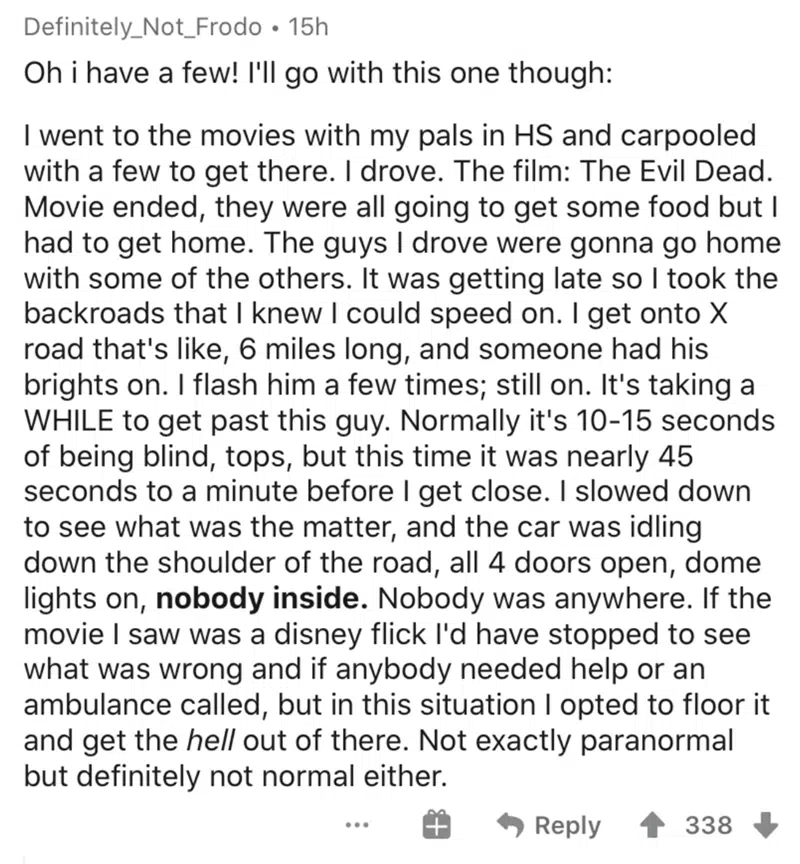 Definitely_Not_Frodo • 15h
Oh i have a few! I'll go with this one though:
I went to the movies with my pals in HS and carpooled
with a few to get there. I drove. The film: The Evil Dead.
Movie ended, they were all going to get some food but I
had to get home. The guys I drove were gonna go home
with some of the others. It was getting late so I took the
backroads that I knew I could speed on. I get onto X
road that's like, 6 miles long, and someone had his
brights on. I flash him a few times; still on. It's taking a
WHILE to get past this guy. Normally it's 10-15 seconds
of being blind, tops, but this time it was nearly 45
seconds to a minute before I get close. I slowed down
to see what was the matter, and the car was idling
down the shoulder of the road, all 4 doors open, dome
lights on, nobody inside. Nobody was anywhere. If the
movie I saw was a disney flick I'd have stopped to see
what was wrong and if anybody needed help or an
ambulance called, but in this situation I opted to floor it
and get the hell out of there. Not exactly paranormal
but definitely not normal either.
... Reply 338